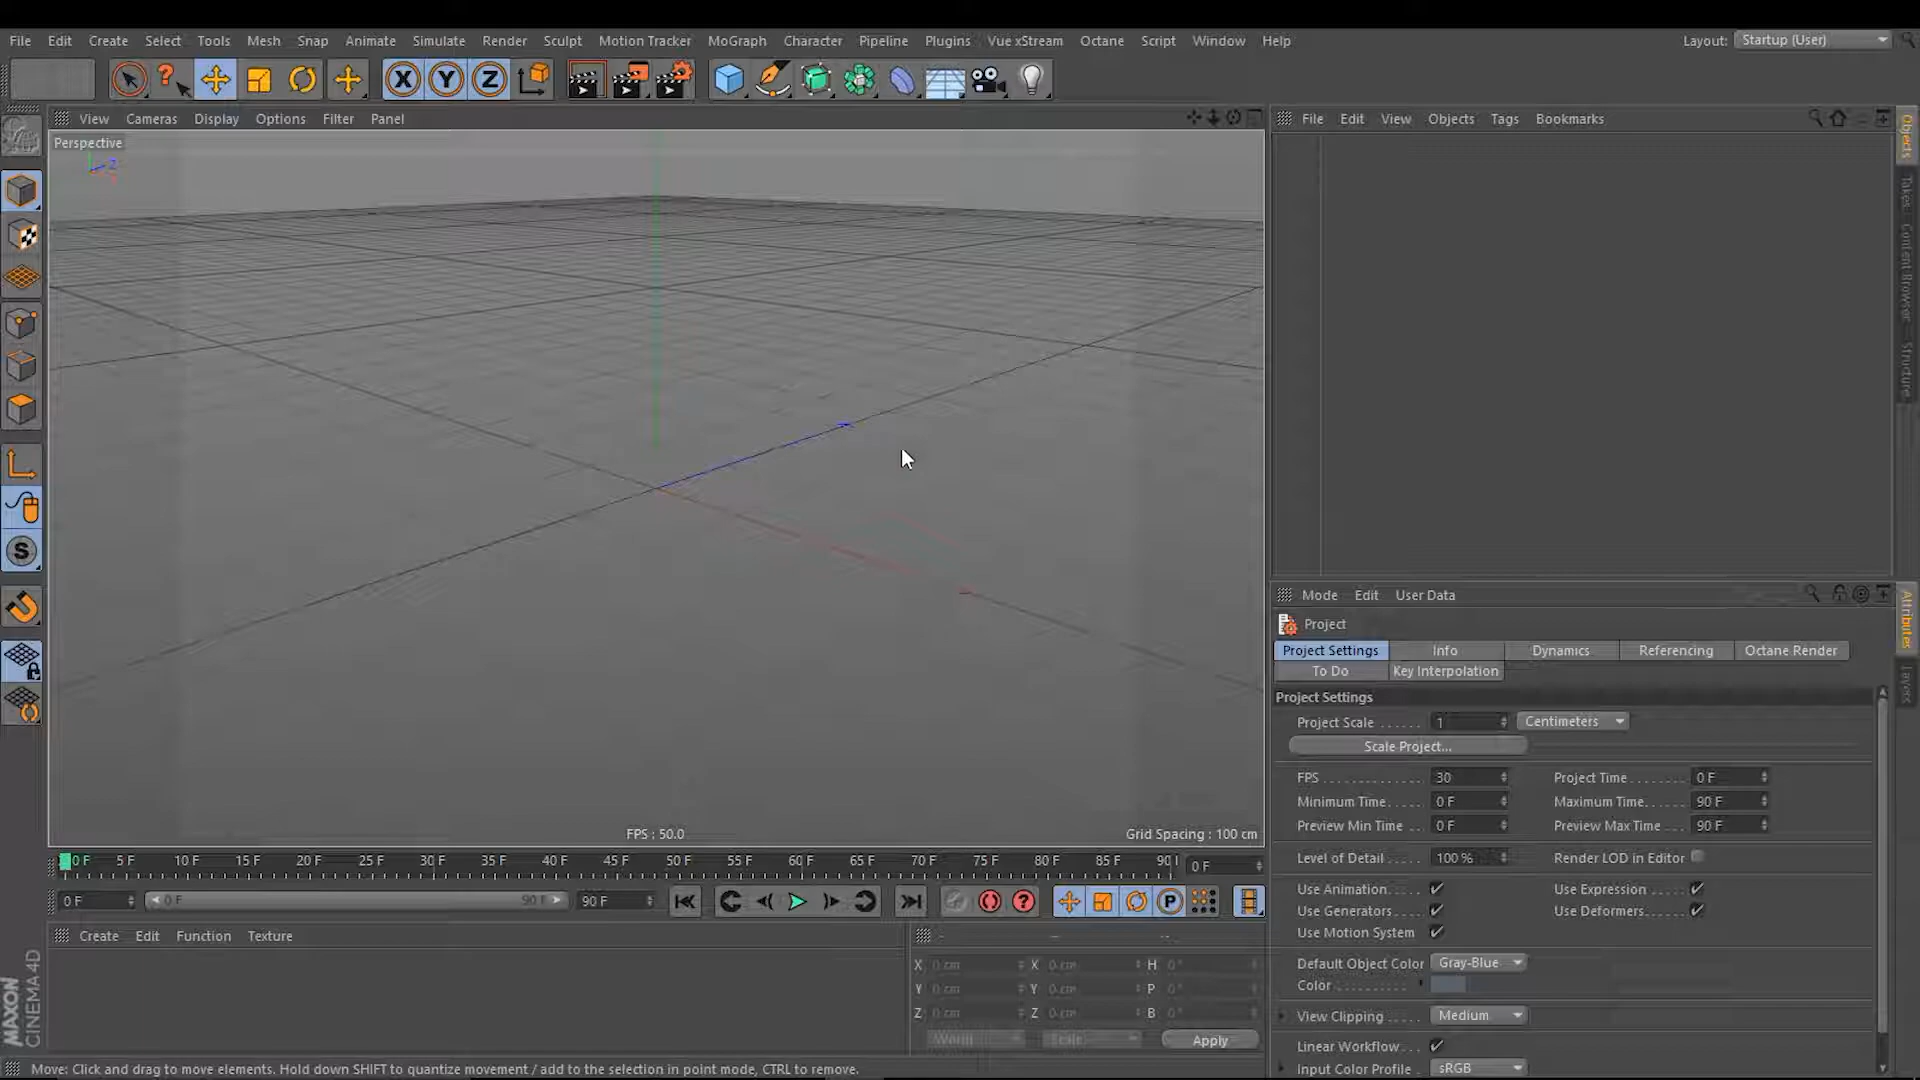 File Edit Create Select Tools Mesh Snap Animate Simulate Render Sculpt Motion Tracker MoGraph Character Pipeline Plugins Vue xStream Octane Script Window Help Layout: Startup (User)
X Y Z
View Cameras Display Options Filter Panel
Perspective
Z
S
FPS : 50.0 Grid Spacing : 100 cm
0 F 5 F 10 F 15 F 20 F 25 F 30 F 35 F 40 F 45 F 50 F 55 F 60 F 65 F 70 F 75 F 80 F 85 F 90 0 F
0 F 0 F 90 F 90 F P
Create Edit Function Texture
X 0 cm X 0 cm H 0°
Y 0 cm Y 0 cm P 0°
Z 0 cm Z 0 cm B 0°
World Scale Apply
MAXON
CINEMA 4D
Move: Click and drag to move elements. Hold down SHIFT to quantize movement / add to the selection in point mode, CTRL to remove.
File Edit View Objects Tags Bookmarks
Objects
Takes
Content Browser
Structure
Mode Edit User Data
Attributes
Layers
Project
Project Settings Info Dynamics Referencing Octane Render
To Do Key Interpolation
Project Settings
Project Scale ...... 1 Centimeters
Scale Project...
FPS 30 Project Time 0 F
Minimum Time 0 F Maximum Time 90 F
Preview Min Time 0 F Preview Max Time 90 F
Level of Detail 100 % Render LOD in Editor
Use Animation Use Expression
Use Generators Use Deformers
Use Motion System
Default Object Color Gray-Blue
Color
View Clipping Medium
Linear Workflow
Input Color Profile sRGB